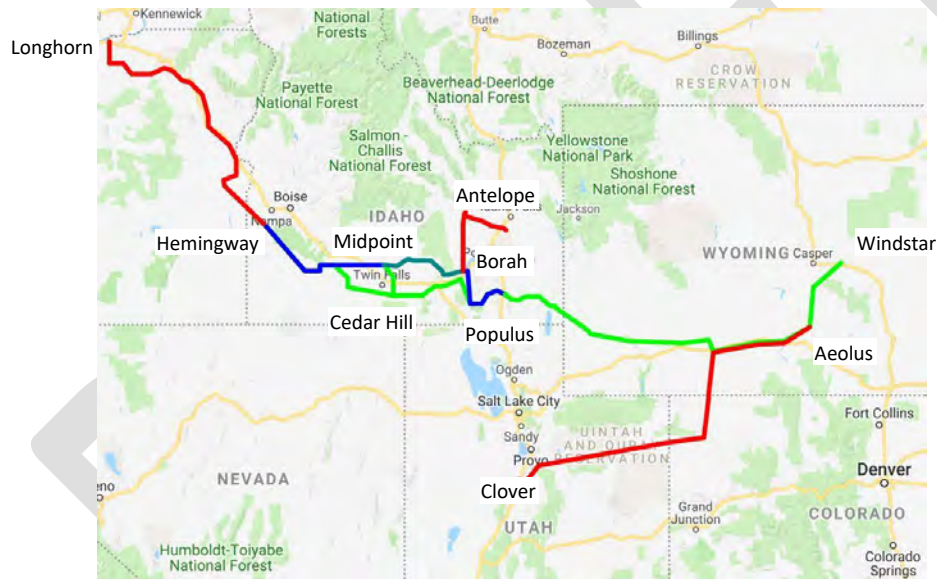 Kennewick
National
Forests
Butte
Bozeman
Billings
Longhorn
CROW
RESERVATION
Payette
National Forest
Beaverhead-Deerlodge
National Forest
Salmon -
Challis
National Forest
Yellowstone
National Park
Shoshone
National Forest
Boise
Nampa
IDAHO
Antelope
Jackson
Hemingway
Midpoint
Borah
WYOMING
Casper
Windstar
Twin Falls
Cedar Hill
Populus
Aeolus
Ogden
Salt Lake City
Sandy
Provo
UINTAH
AND OURAY
RESERVATION
Fort Collins
NEVADA
Clover
Denver
UTAH
Grand
Junction
COLORADO
Humboldt-Toiyabe
National Forest
Colorado
Springs